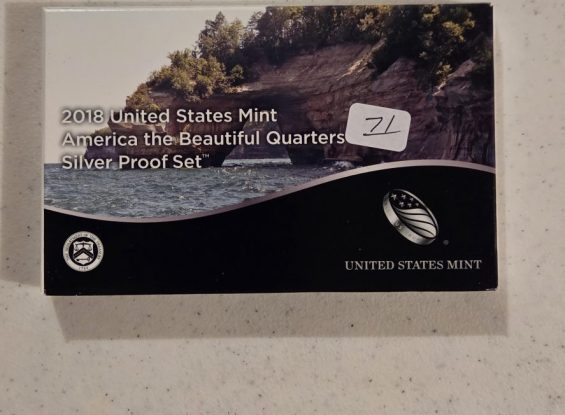 2018 United States Mint
America the Beautiful Quarters
Silver Proof Set™
71
UNITED STATES MINT